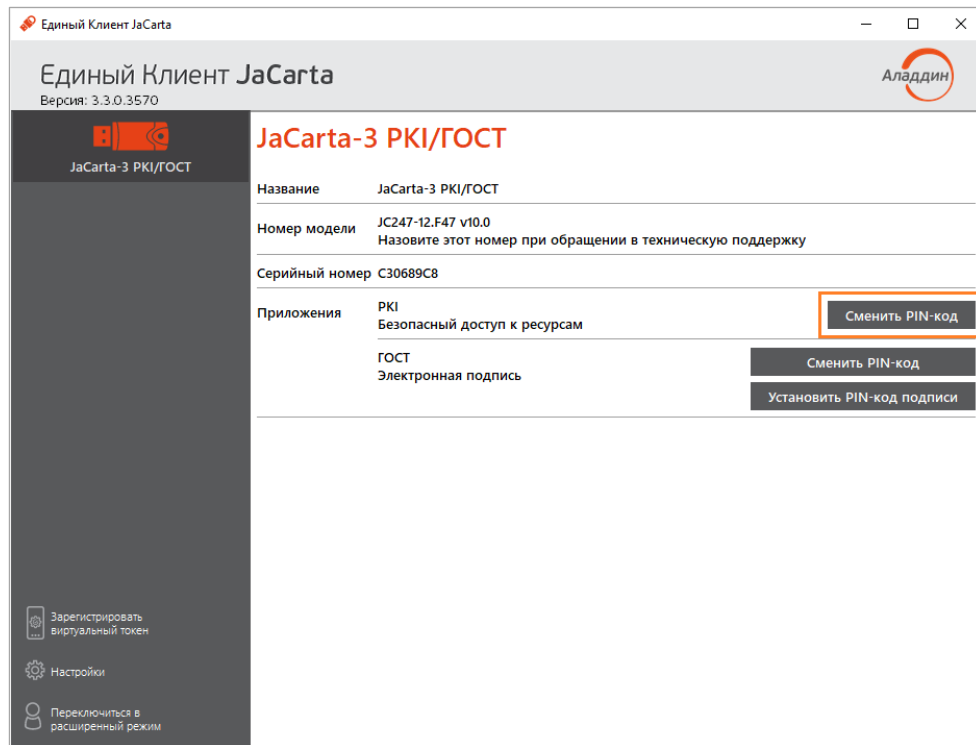 Единый Клиент JaCarta
Единый Клиент JaCarta
Версия: 3.3.0.3570
Аладдин
JaCarta-3 PKI/ГОСТ
JaCarta-3 PKI/ГОСТ
Название JaCarta-3 PKI/ГОСТ
Номер модели JC247-12.F47 v10.0
Назовите этот номер при обращении в техническую поддержку
Серийный номер C30689C8
Приложения PKI
Безопасный доступ к ресурсам
Сменить PIN-код
ГОСТ
Электронная подпись
Сменить PIN-код
Установить PIN-код подписи
Зарегистрировать
виртуальный токен
Настройки
Переключиться в
расширенный режим